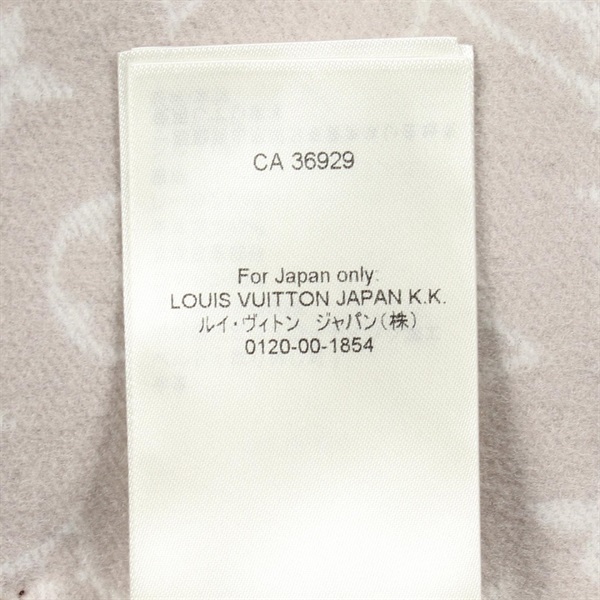 CA 36929
For Japan only:
LOUIS VUITTON JAPAN K.K.
ルイ・ヴィトン ジャパン(株)
0120-00-1854